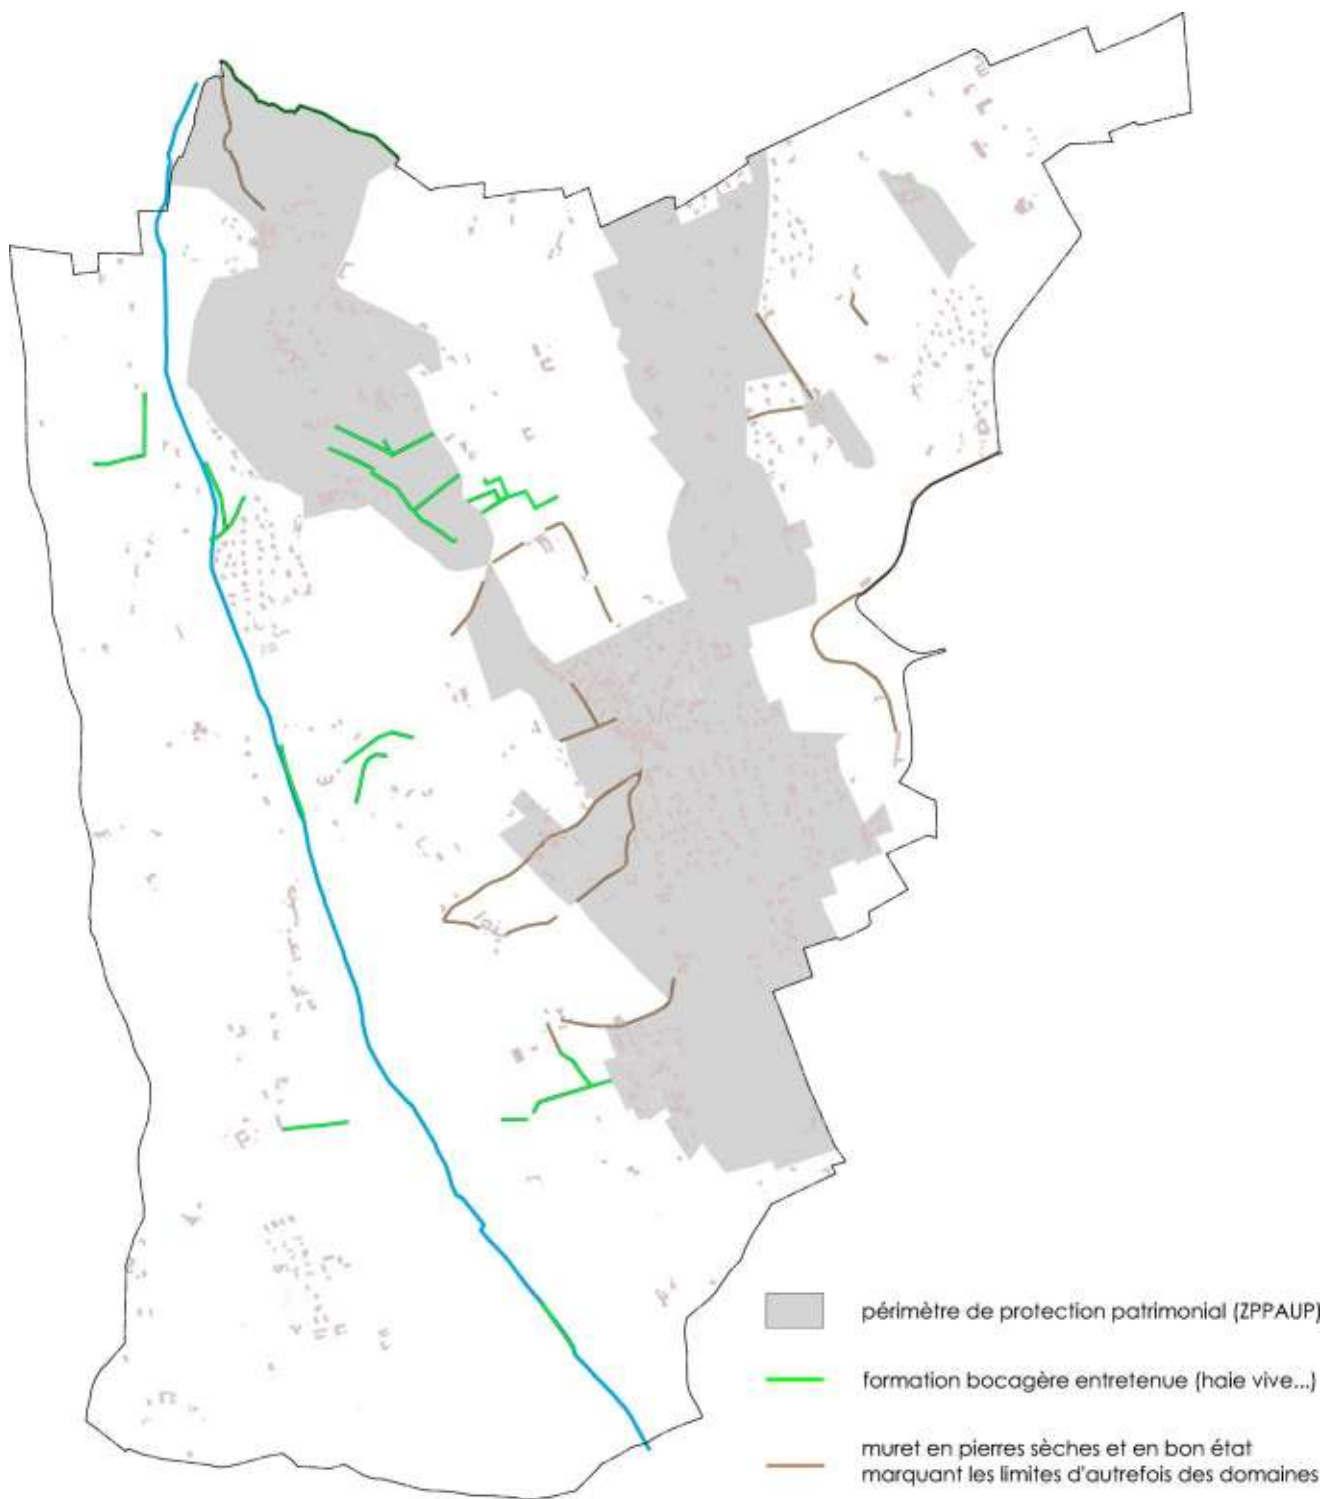 périmètre de protection patrimonial (ZPPAUP)
formation bocagère entretenue (haie vive...)
muret en pierres sèches et en bon état
marquant les limites d'autrefois des domaines